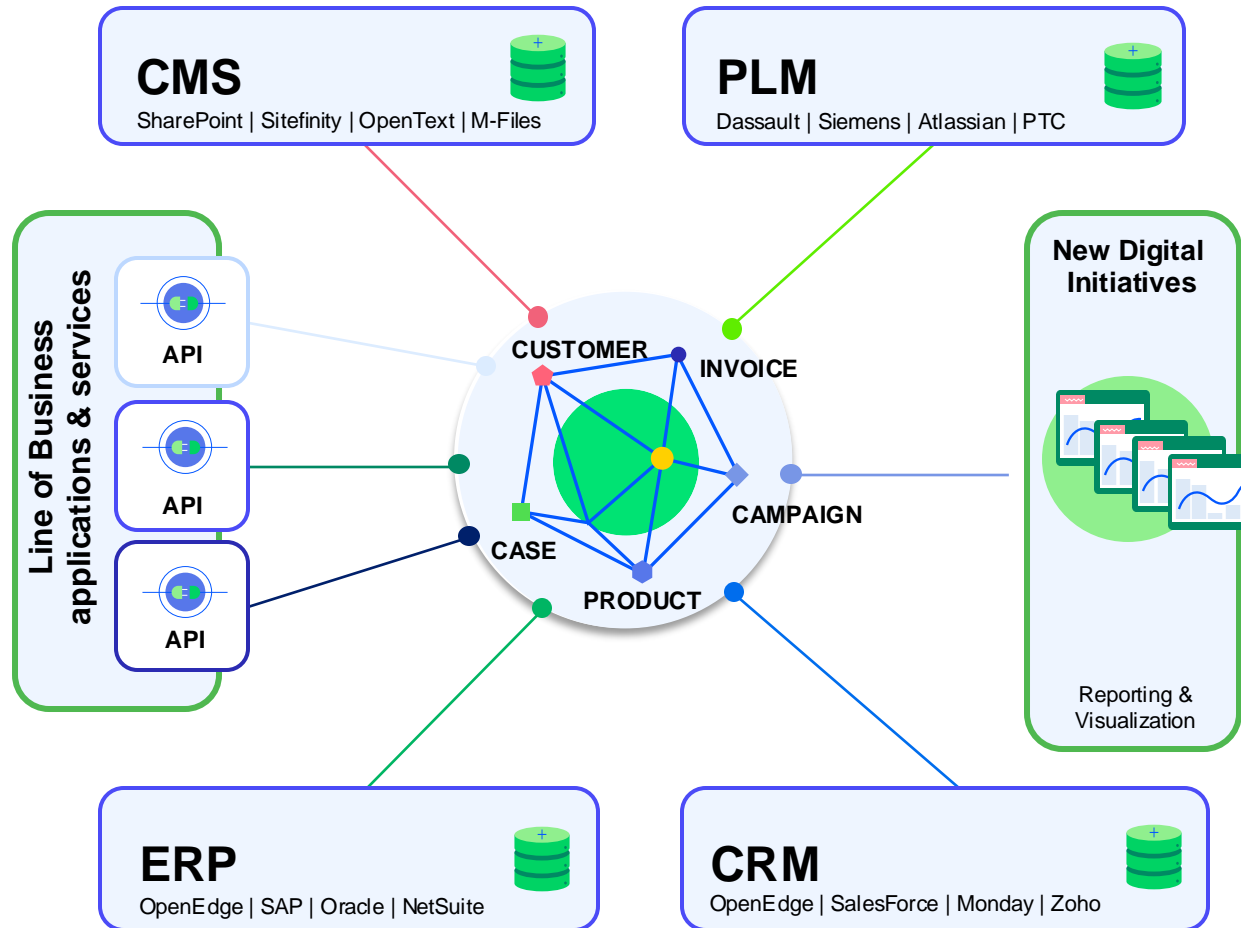 CMS
SharePoint | Sitefinity | OpenText | M-Files
PLM
Dassault | Siemens | Atlassian | PTC
Line of Business
applications & services
API
API
API
CUSTOMER
INVOICE
CAMPAIGN
CASE
PRODUCT
New Digital
Initiatives
Reporting &
Visualization
ERP
OpenEdge | SAP | Oracle | NetSuite
CRM
OpenEdge | SalesForce | Monday | Zoho